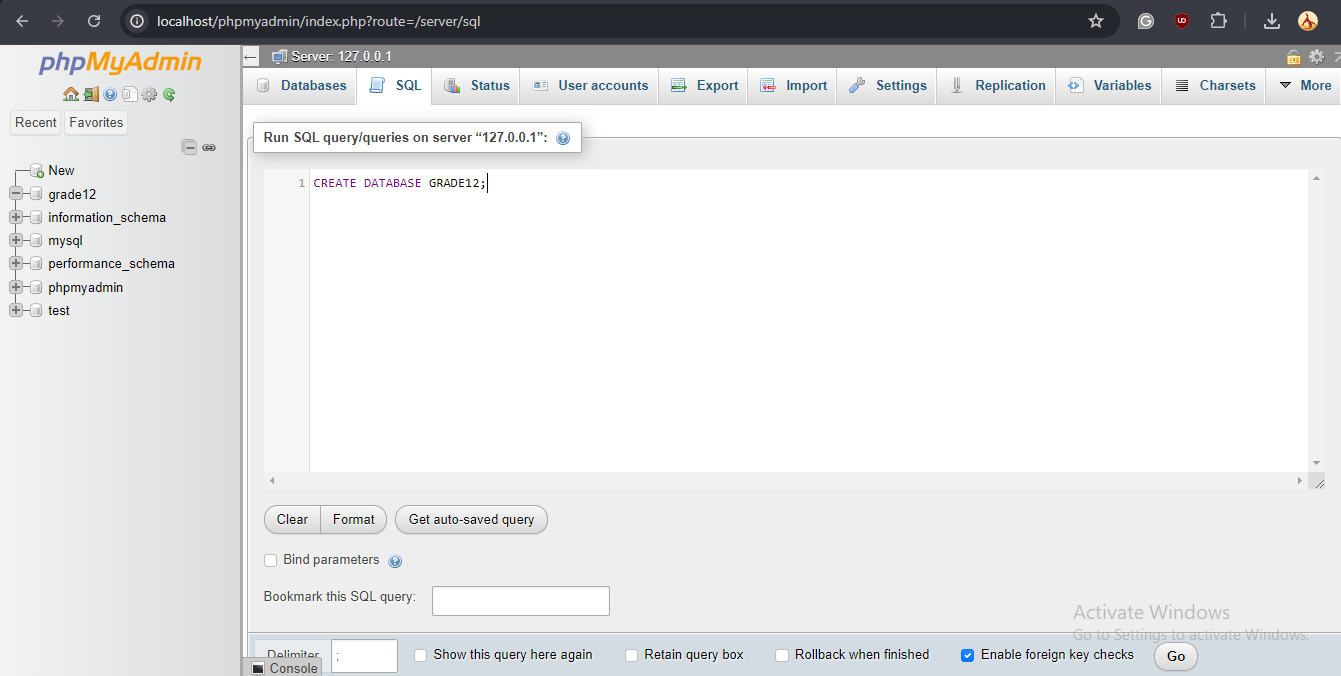 localhost/phpmyadmin/index.php?route=/server/sql
phpMyAdmin
Recent Favorites
New
grade12
information_schema
mysql
performance_schema
phpmyadmin
test
Server: 127.0.0.1
Databases SQL Status User accounts Export Import Settings Replication Variables Charsets More
Run SQL query/queries on server “127.0.0.1”:
1 CREATE DATABASE GRADE12;
Clear Format Get auto-saved query
Bind parameters
Bookmark this SQL query:
Activate Windows
Go to Settings to activate Windows.
Delimiter ; Show this query here again Retain query box Rollback when finished Enable foreign key checks Go
Console